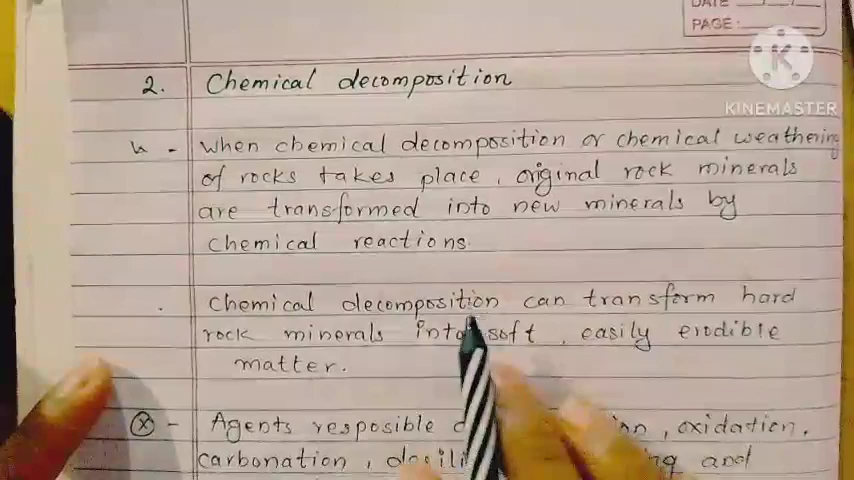 DATE
PAGE:
KINEMASTER
2. Chemical decomposition
When chemical decomposition or chemical weathering
of rocks takes place, original rock minerals
are transformed into new minerals by
chemical reactions.
Chemical decomposition can transform hard
rock minerals into soft, easily erodible
matter.
Agents resposible oxidation,
carbonation, and